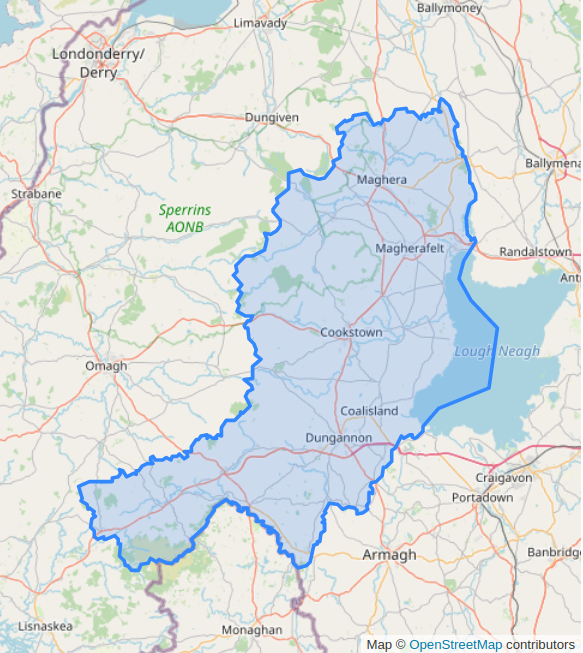 Ballymoney
Limavady
Londonderry/
Derry
Dungiven
Ballymena
Maghera
Strabane
Sperrins
AONB
Magherafelt
Randalstown
Ant
Cookstown
Lough Neagh
Omagh
Coalisland
Dungannon
Craigavon
Portadown
Armagh
Banbridge
Lisnaskea
Monaghan
Map © OpenStreetMap contributors